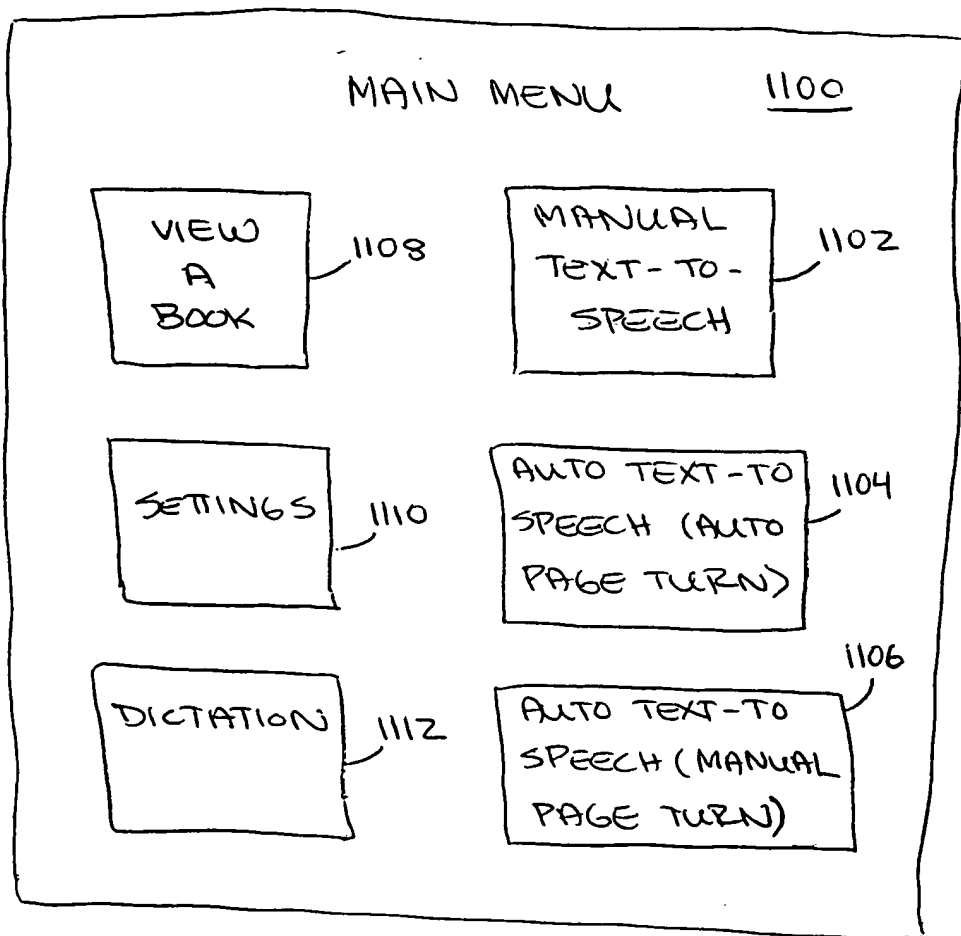 MAIN MENU 1100
VIEW
A
BOOK
1108
MANUAL
TEXT-TO-
SPEECH
1102
SETTINGS
1110
AUTO TEXT-TO
SPEECH (AUTO
PAGE TURN)
1104
DICTATION
1112
AUTO TEXT-TO
SPEECH (MANUAL
PAGE TURN)
1106